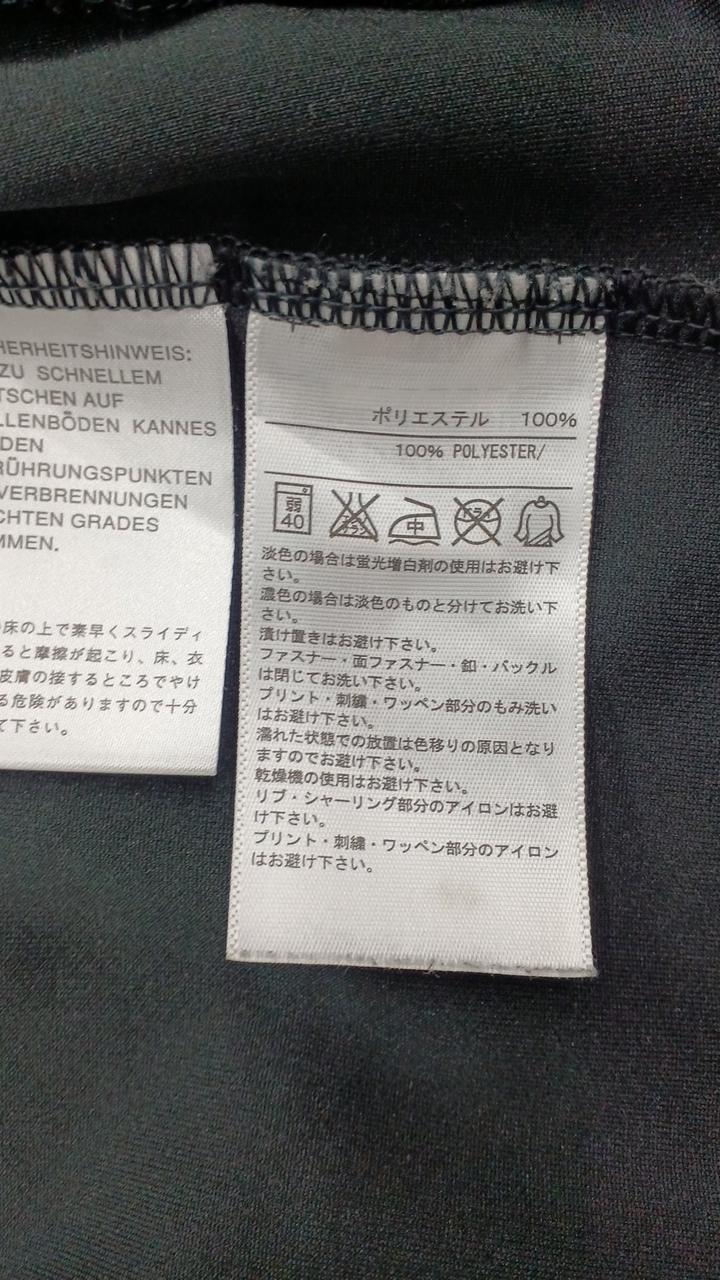 HERHEITSHINWEIS:
ZU SCHNELLEM
TSCHEN AUF
LLENBÖDEN KANNES
DEN
RÜHRUNGSPUNKTEN
VERBRENNUNGEN
CHTEN GRADES
MMEN.
床の上で素早くスライディ
ると摩擦が起こり、床、衣
皮膚の接するところでやけ
る危険がありますので十分
て下さい。
ポリエステル 100%
100% POLYESTER/
弱 40 エンソサラシ 中 ドライ
淡色の場合は蛍光増白剤の使用はお避け下
さい。
濃色の場合は淡色のものと分けてお洗い下
さい。
漬け置きはお避け下さい。
ファスナー・面ファスナー・釦・バックル
は閉じてお洗い下さい。
プリント・刺繍・ワッペン部分のもみ洗い
はお避け下さい。
濡れた状態での放置は色移りの原因となり
ますのでお避け下さい。
乾燥機の使用はお避け下さい。
リブ・シャーリング部分のアイロンはお避
け下さい。
プリント・刺繍・ワッペン部分のアイロン
はお避け下さい。